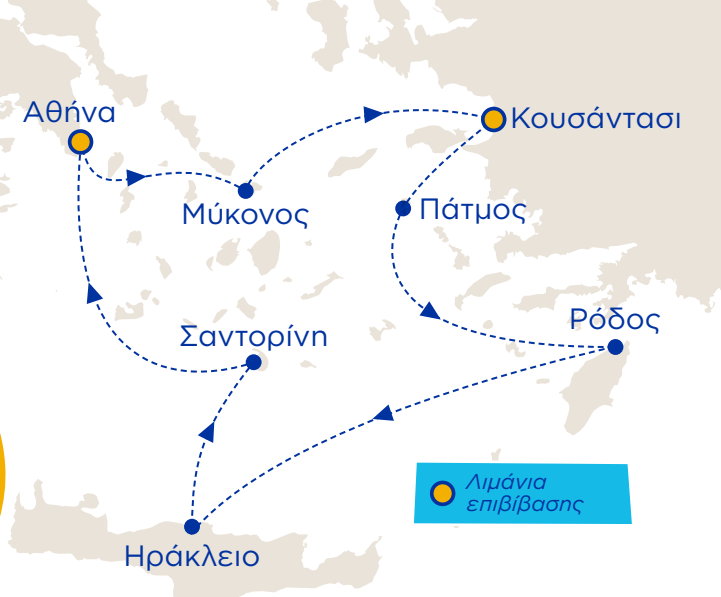 Αθήνα
Κουσάντασι
Μύκονος
Πάτμος
Ρόδος
Σαντορίνη
Λιμάνια
επιβίβασης
Ηράκλειο